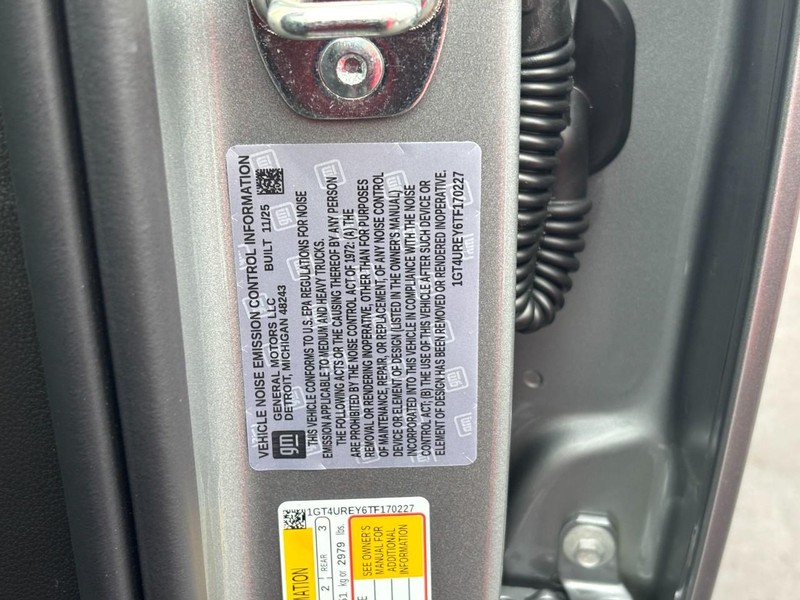 VEHICLE NOISE EMISSION CONTROL INFORMATION
gm
GENERAL MOTORS LLC BUILT 11/25
DETROIT, MICHIGAN 48243
THIS VEHICLE CONFORMS TO U.S. EPA REGULATIONS FOR NOISE
EMISSION APPLICABLE TO MEDIUM AND HEAVY TRUCKS.
THE FOLLOWING ACTS OR THE CAUSING THEREOF BY ANY PERSON
ARE PROHIBITED BY THE NOISE CONTROL ACT OF 1972: (A) THE
REMOVAL OR RENDERING INOPERATIVE, OTHER THAN FOR PURPOSES
OF MAINTENANCE, REPAIR, OR REPLACEMENT, OF ANY NOISE CONTROL
DEVICE OR ELEMENT OF DESIGN (LISTED IN THE OWNER'S MANUAL)
INCORPORATED INTO THIS VEHICLE IN COMPLIANCE WITH THE NOISE
CONTROL ACT; (B) THE USE OF THIS VEHICLE AFTER SUCH DEVICE OR
ELEMENT OF DESIGN HAS BEEN REMOVED OR RENDERED INOPERATIVE.
1GT4UREY6TF170227
1GT4UREY6TF170227
MATION
2 REAR 3
51 kg or 2979 lbs.
SEE OWNER'S
MANUAL FOR
ADDITIONAL
INFORMATION